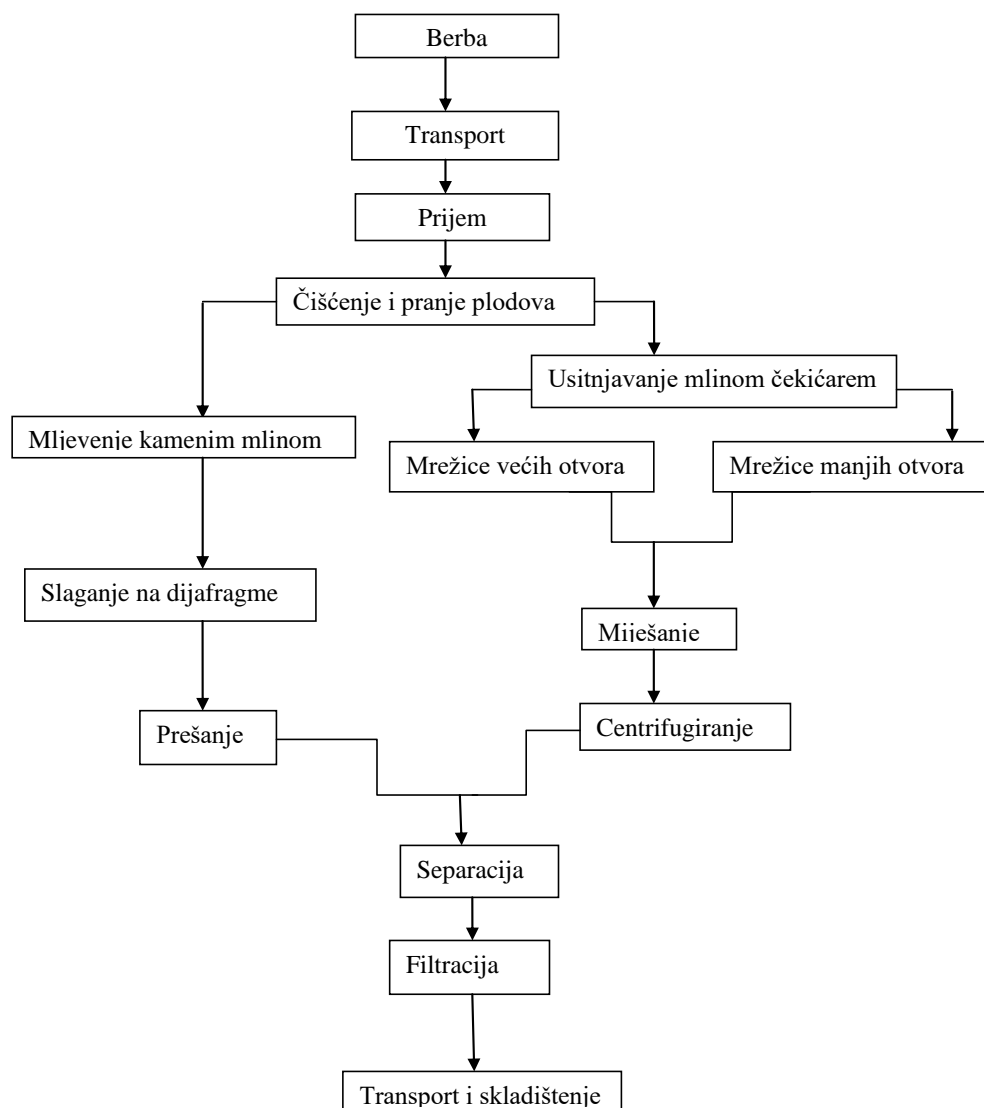 Berba
Transport
Prijem
Čišćenje i pranje plodova
Usitnjavanje mlinom čekićarem
Mljevenje kamenim mlinom
Mrežice većih otvora
Mrežice manjih otvora
Slaganje na dijafragme
Miješanje
Prešanje
Centrifugiranje
Separacija
Filtracija
Transport i skladištenje